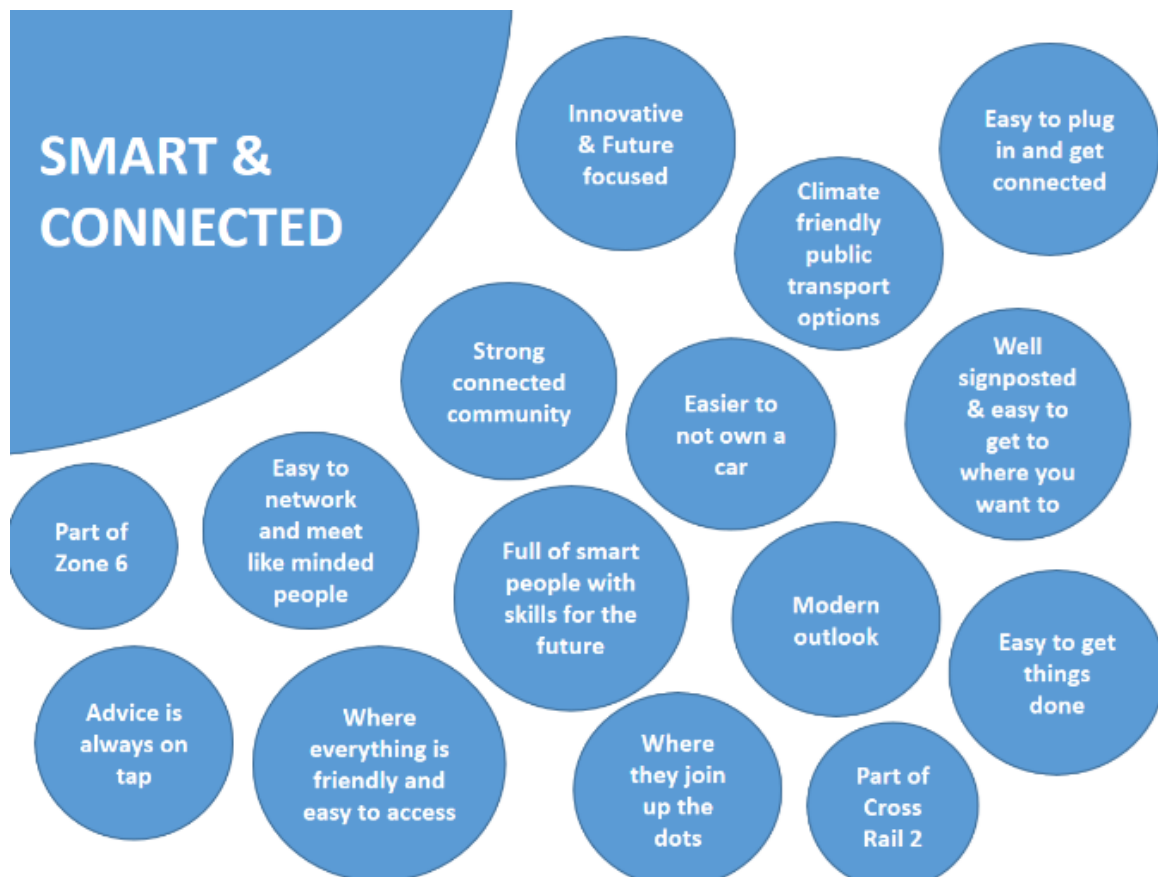 SMART &
CONNECTED
Innovative
& Future
focused
Easy to plug
in and get
connected
Climate
friendly
public
transport
options
Strong
connected
community
Easier to
not own a
car
Well
signposted
& easy to
get to
where you
want to
Part of
Zone 6
Easy to
network
and meet
like minded
people
Full of smart
people with
skills for the
future
Modern
outlook
Easy to get
things
done
Advice is
always on
tap
Where
everything is
friendly and
easy to access
Where
they join
up the
dots
Part of
Cross
Rail 2